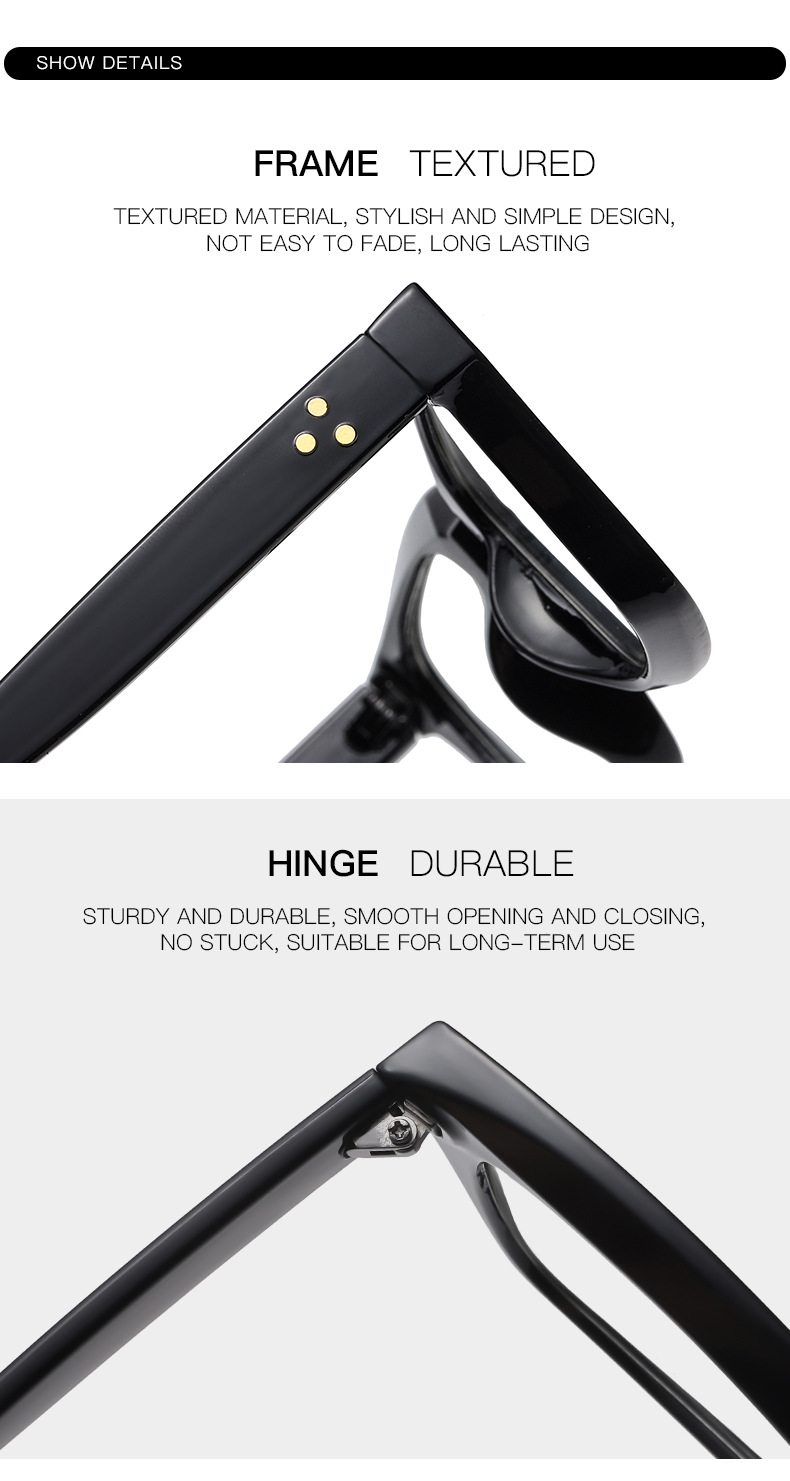 SHOW DETAILS
FRAME TEXTURED
TEXTURED MATERIAL, STYLISH AND SIMPLE DESIGN,
NOT EASY TO FADE, LONG LASTING
HINGE DURABLE
STURDY AND DURABLE, SMOOTH OPENING AND CLOSING,
NO STUCK, SUITABLE FOR LONG-TERM USE